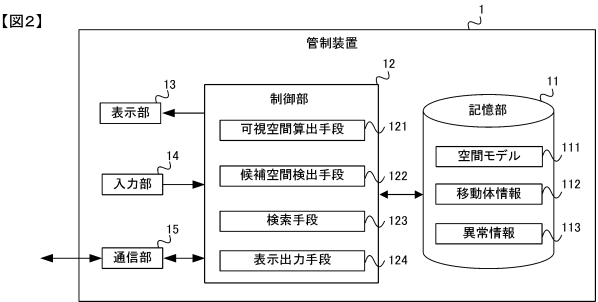 【図2】
1
管制装置
12
制御部
可視空間算出手段
121
候補空間検出手段
122
検索手段
123
表示出力手段
124
13
表示部
14
入力部
15
通信部
11
記憶部
空間モデル
111
移動体情報
112
異常情報
113